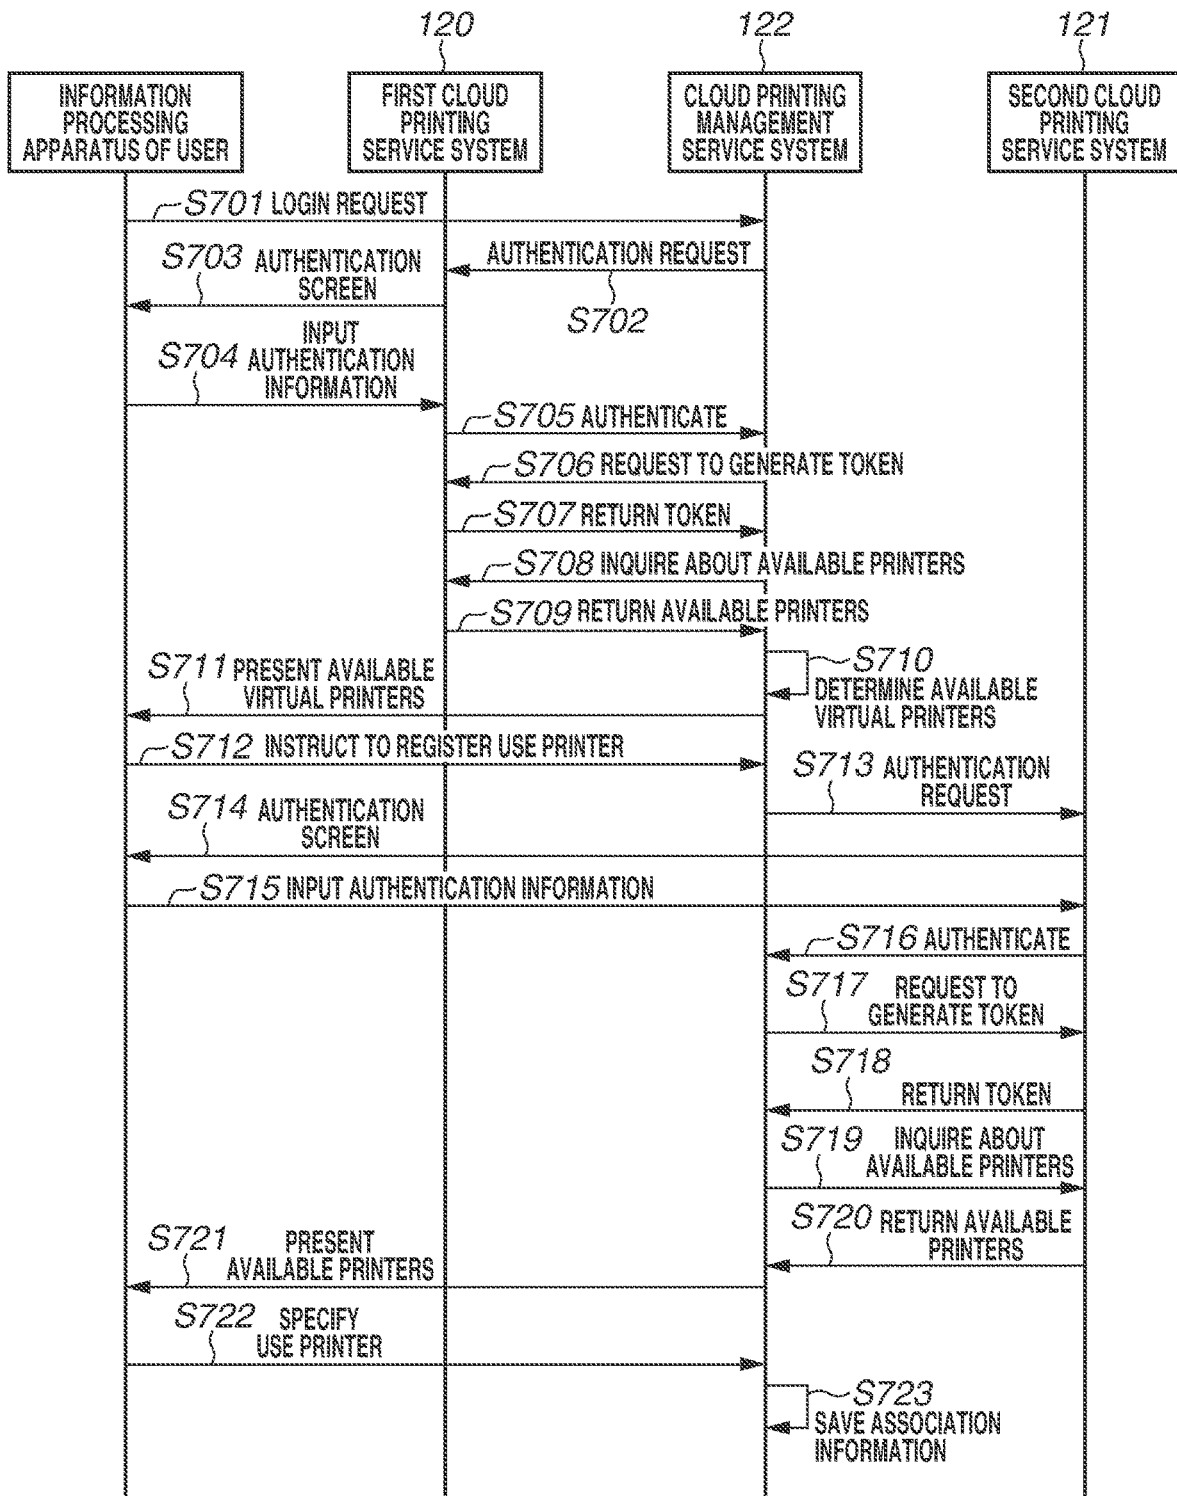 120
122
121
INFORMATION
PROCESSING
APPARATUS OF USER
FIRST CLOUD
PRINTING
SERVICE SYSTEM
CLOUD PRINTING
MANAGEMENT
SERVICE SYSTEM
SECOND CLOUD
PRINTING
SERVICE SYSTEM
S701 LOGIN REQUEST
AUTHENTICATION REQUEST
S702
S703 AUTHENTICATION
SCREEN
S704 INPUT
AUTHENTICATION
INFORMATION
S705 AUTHENTICATE
S706 REQUEST TO GENERATE TOKEN
S707 RETURN TOKEN
S708 INQUIRE ABOUT AVAILABLE PRINTERS
S709 RETURN AVAILABLE PRINTERS
S710
DETERMINE AVAILABLE
VIRTUAL PRINTERS
S711 PRESENT AVAILABLE
VIRTUAL PRINTERS
S712 INSTRUCT TO REGISTER USE PRINTER
S713 AUTHENTICATION
REQUEST
S714 AUTHENTICATION
SCREEN
S715 INPUT AUTHENTICATION INFORMATION
S716 AUTHENTICATE
S717 REQUEST TO
GENERATE TOKEN
S718
RETURN TOKEN
S719 INQUIRE ABOUT
AVAILABLE PRINTERS
S720 RETURN AVAILABLE
PRINTERS
S721 PRESENT
AVAILABLE PRINTERS
S722 SPECIFY
USE PRINTER
S723
SAVE ASSOCIATION
INFORMATION